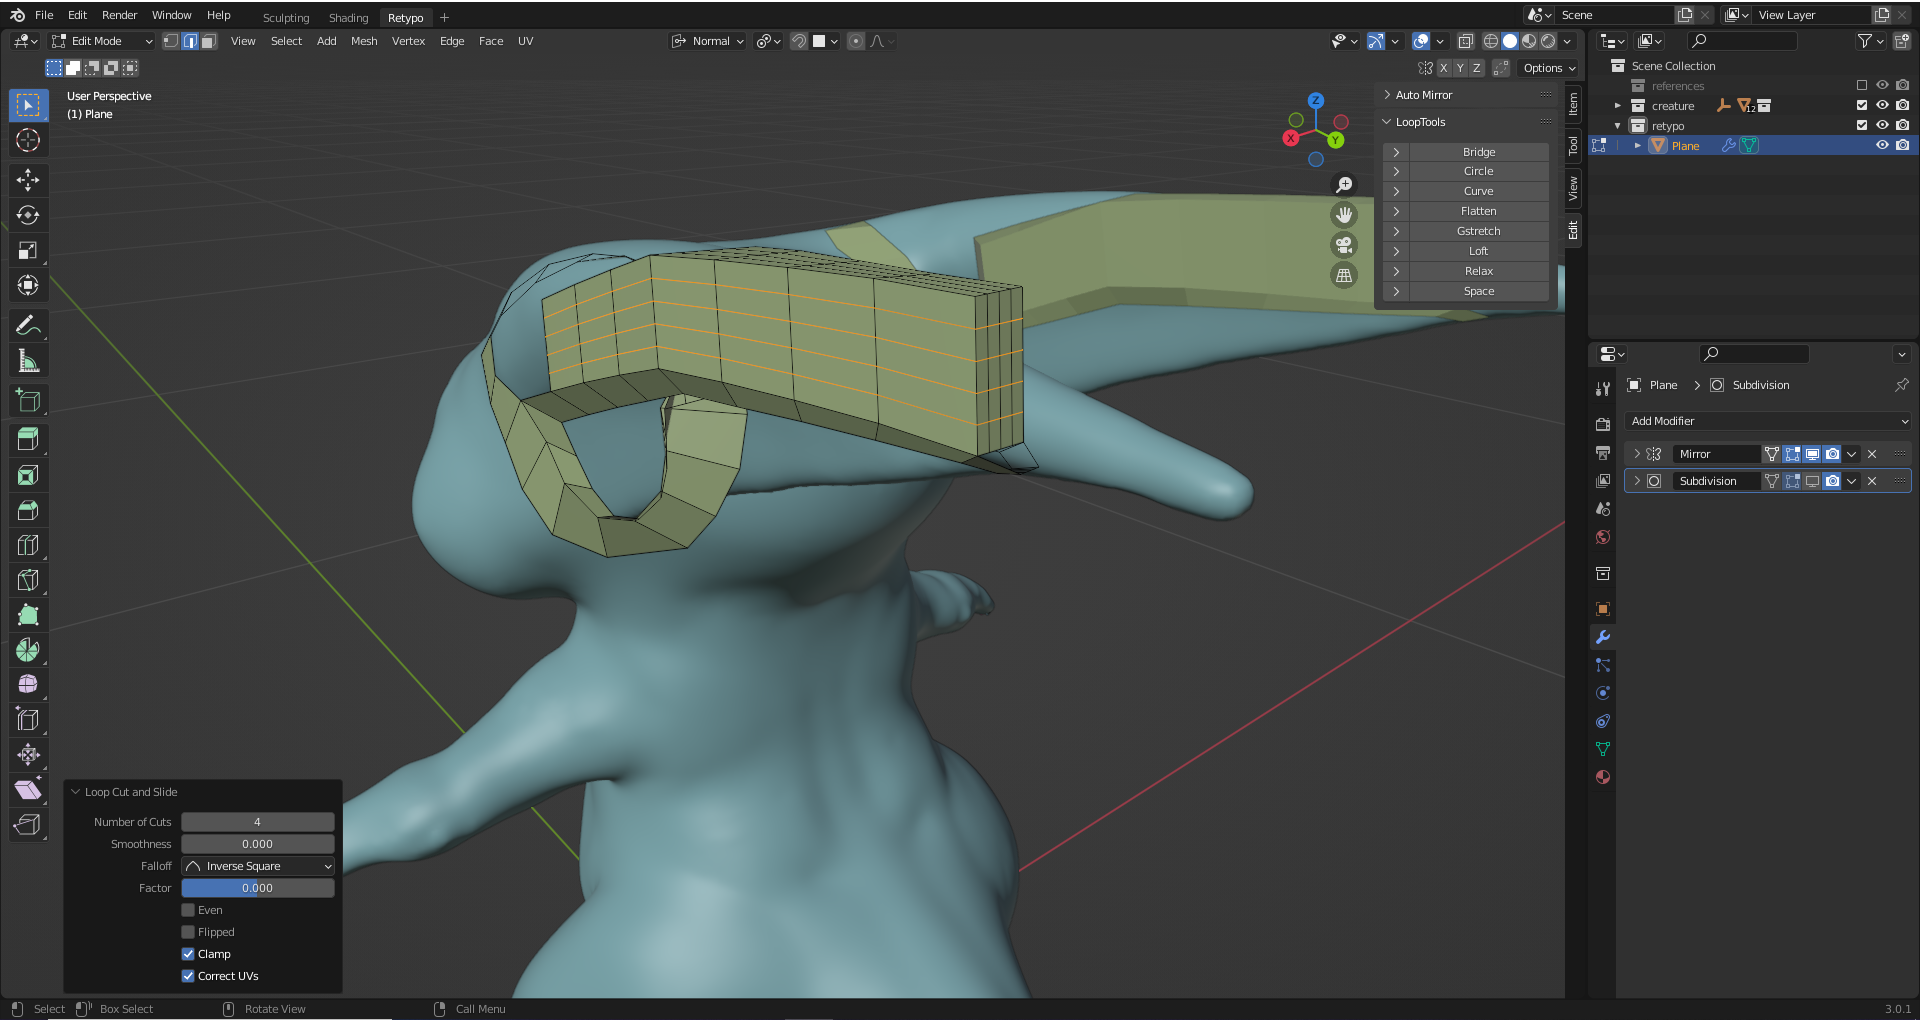 File Edit Render Window Help Sculpting Shading Retypo + Scene View Layer
Edit Mode View Select Add Mesh Vertex Edge Face UV Normal
X Y Z Options
User Perspective
(1) Plane
Z
X
Y
Auto Mirror
LoopTools
Bridge
Circle
Curve
Flatten
Gstretch
Loft
Relax
Space
Item
Tool
View
Edit
Scene Collection
references
creature 12
retypo
Plane
Plane > Subdivision
Add Modifier
Mirror
Subdivision
Loop Cut and Slide
Number of Cuts 4
Smoothness 0.000
Falloff Inverse Square
Factor 0.000
Even
Flipped
Clamp
Correct UVs
Select Box Select Rotate View Call Menu 3.0.1